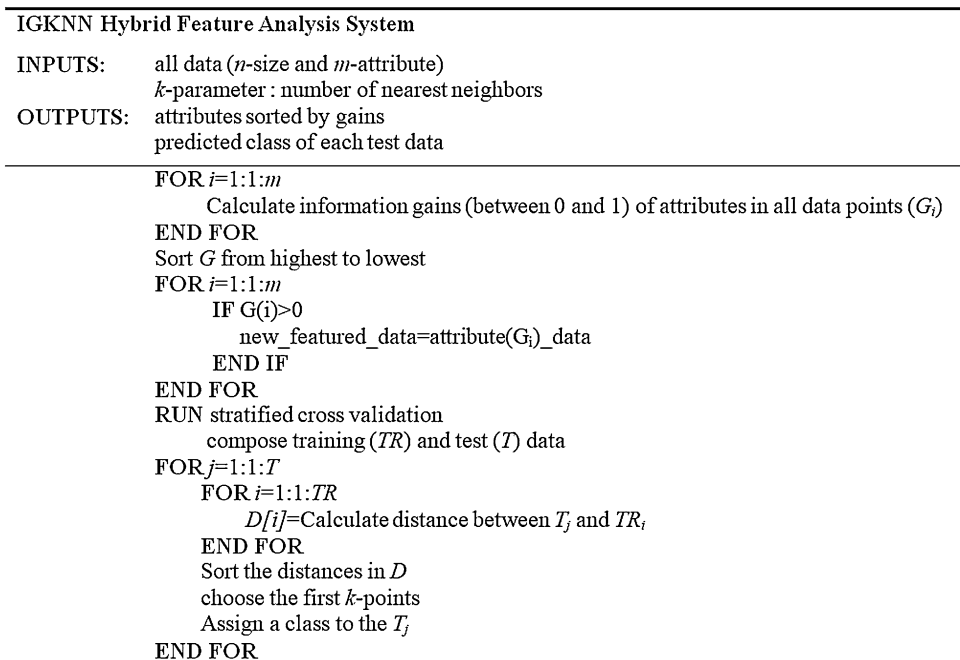 IGKNN Hybrid Feature Analysis System
INPUTS: all data (n-size and m-attribute)
k-parameter : number of nearest neighbors
OUTPUTS: attributes sorted by gains
predicted class of each test data
FOR i=1:1:m
Calculate information gains (between 0 and 1) of attributes in all data points (Gi)
END FOR
Sort G from highest to lowest
FOR i=1:1:m
IF G(i)>0
new_featured_data=attribute(Gi)_data
END IF
END FOR
RUN stratified cross validation
compose training (TR) and test (T) data
FOR j=1:1:T
FOR i=1:1:TR
D[i]=Calculate distance between Tj and TRi
END FOR
Sort the distances in D
choose the first k-points
Assign a class to the Tj
END FOR